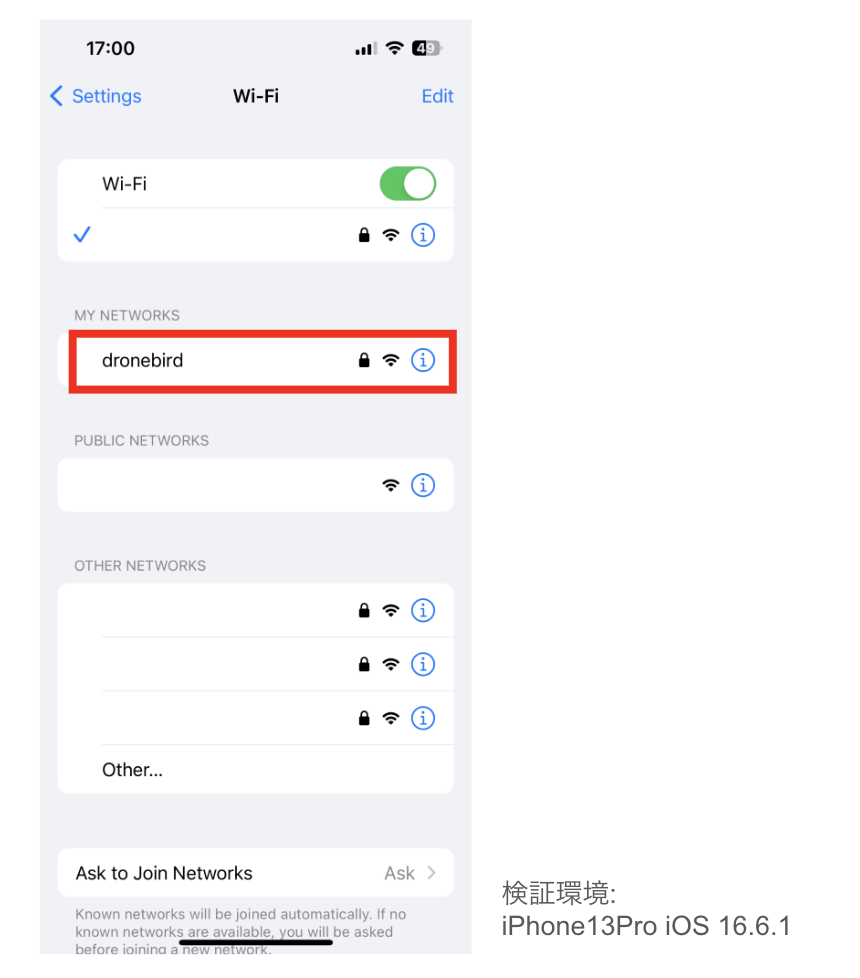 17:00
49
Settings
Wi-Fi
Edit
Wi-Fi
MY NETWORKS
dronebird
PUBLIC NETWORKS
OTHER NETWORKS
Other...
Ask to Join Networks
Ask
Known networks will be joined automatically. If no
known networks are available, you will be asked
before joining a new network.
検証環境:
iPhone13Pro iOS 16.6.1